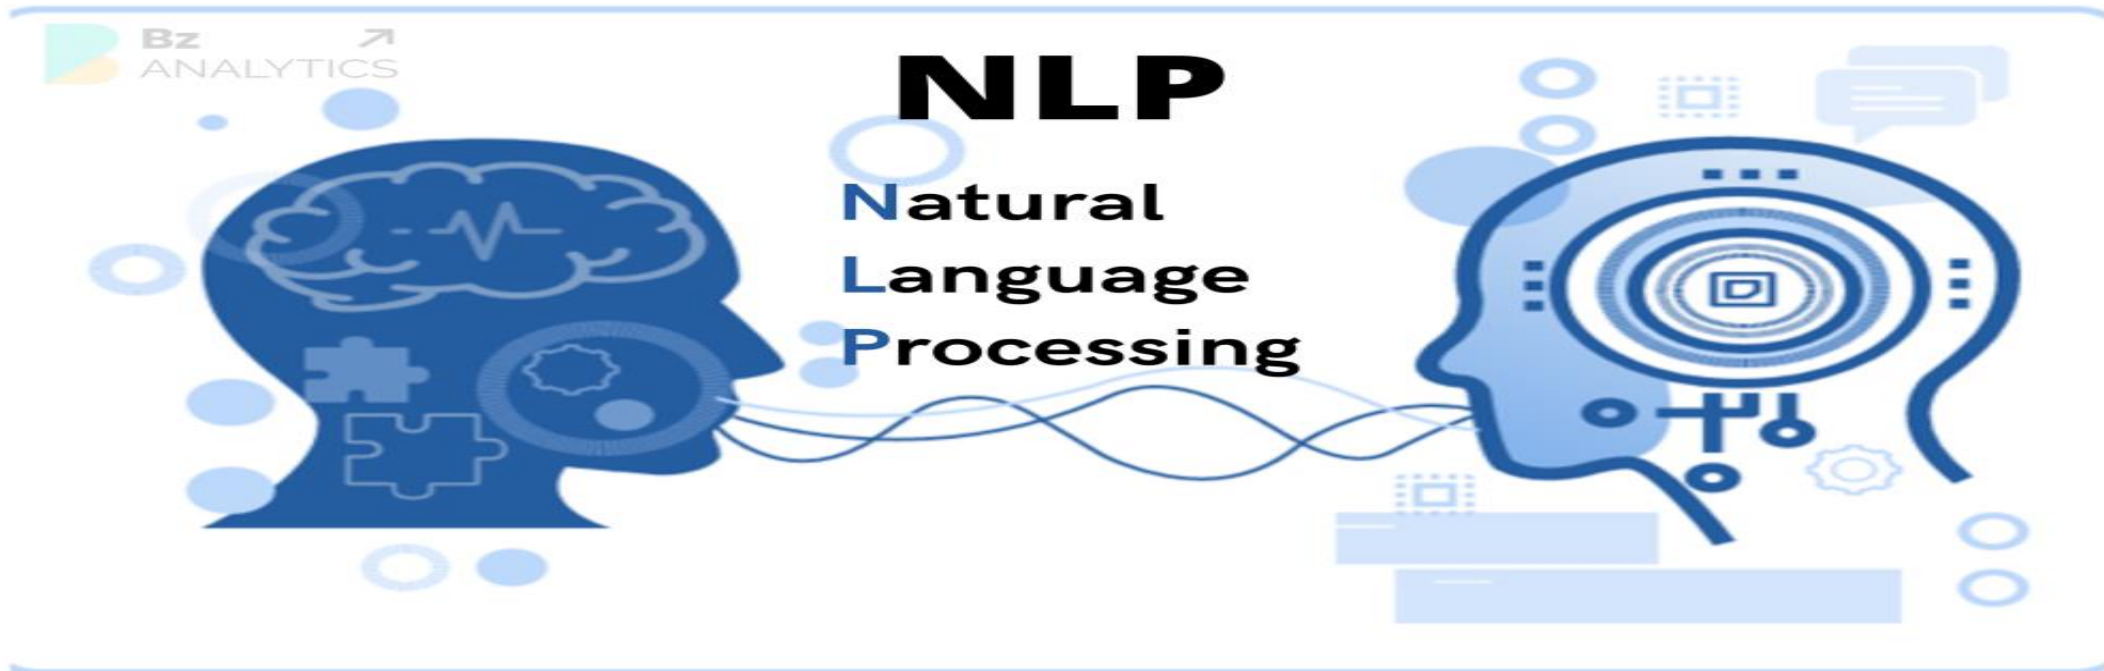 Bz
ANALYTICS
NLP
Natural
Language
Processing